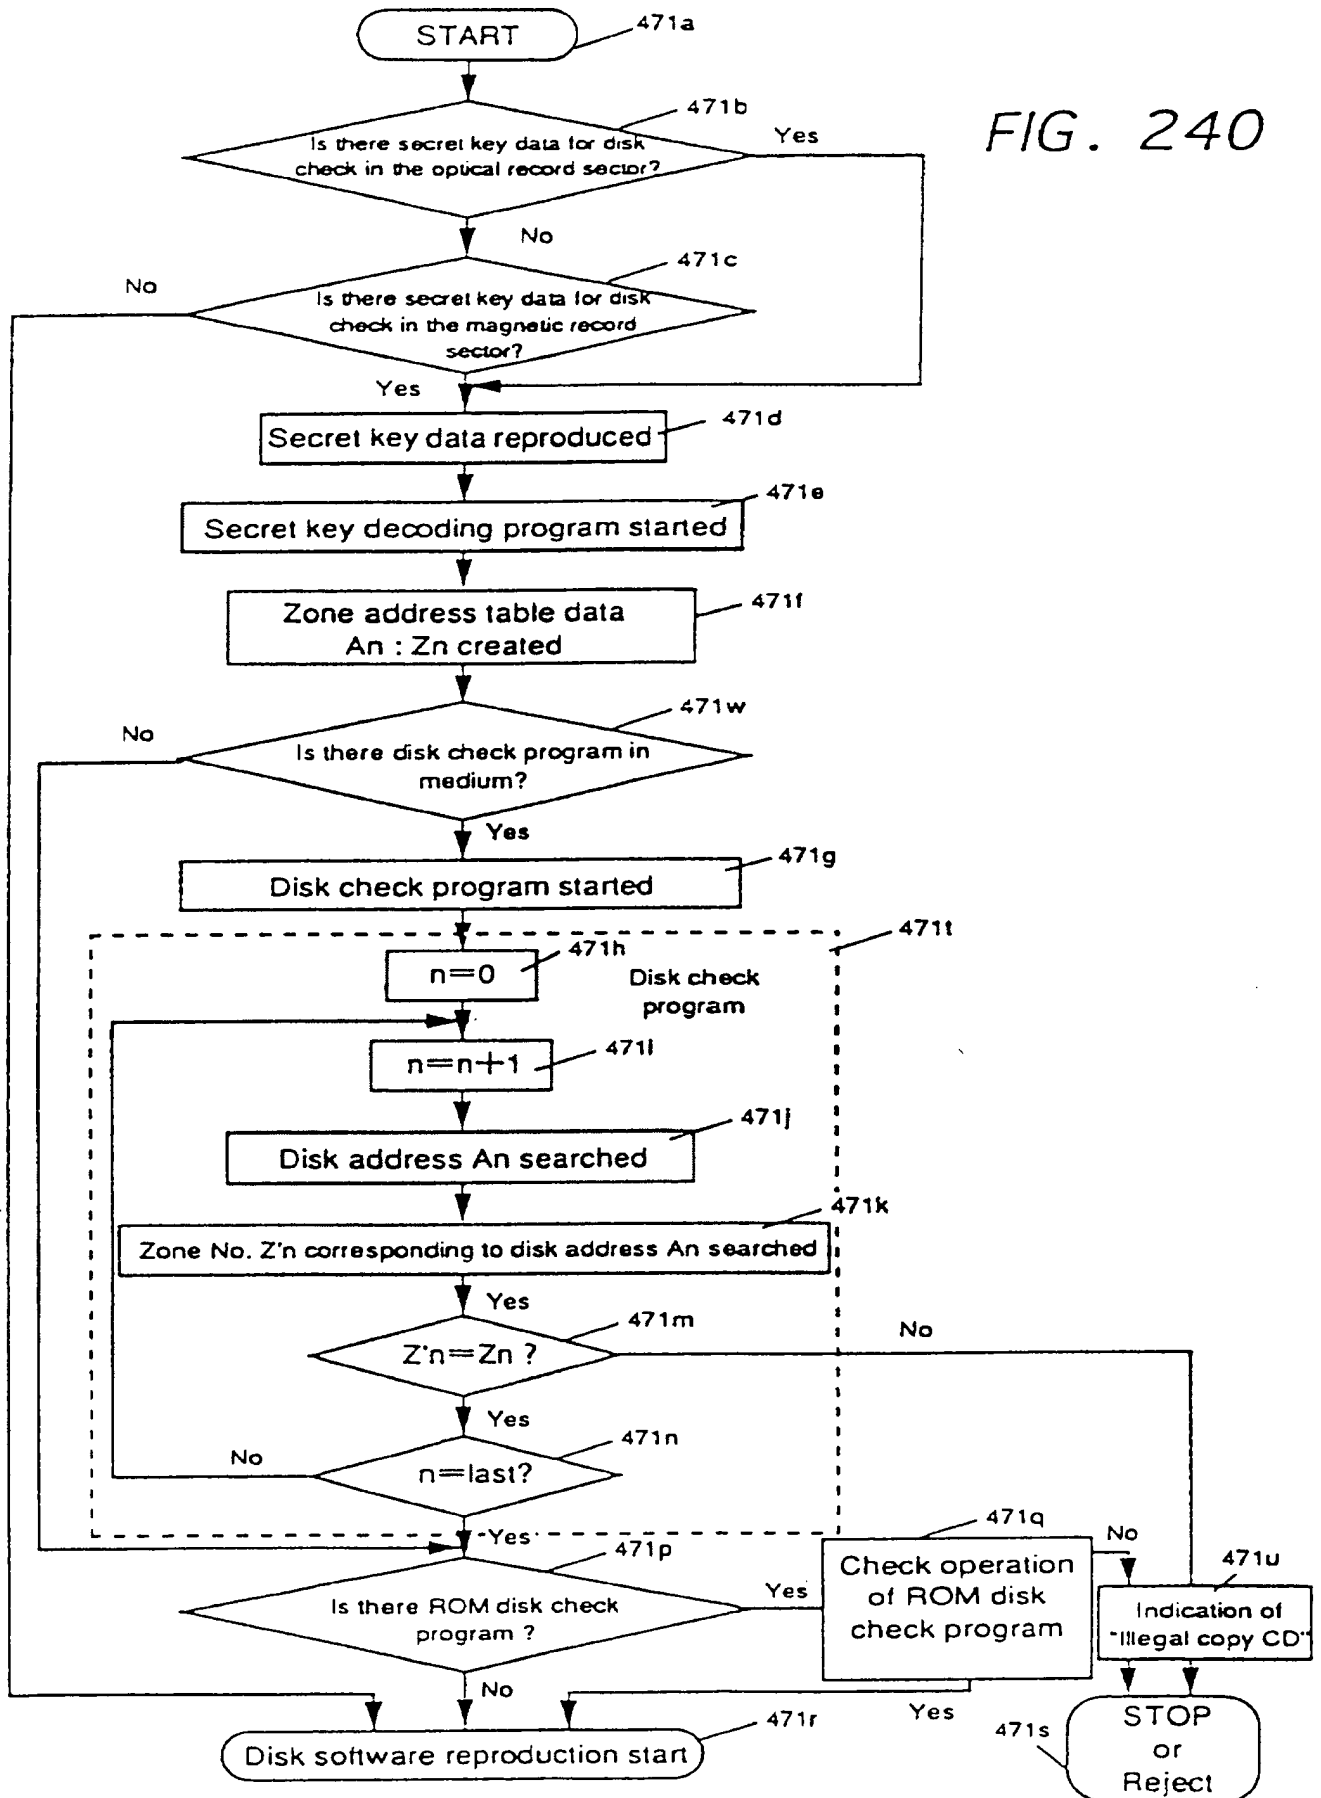 START
471a
FIG. 240
471b
Yes
Is there secret key data for disk
check in the optical record sector?
No
471c
No
Is there secret key data for disk
check in the magnetic record
sector?
Yes
471d
Secret key data reproduced
471e
Secret key decoding program started
471f
Zone address table data
An : Zn created
471w
No
Is there disk check program in
medium?
Yes
471g
Disk check program started
471t
471h
n=0
Disk check
program
471i
n=n+1
471j
Disk address An searched
471k
Zone No. Z'n corresponding to disk address An searched
Yes
471m
No
Z'n=Zn ?
Yes
471n
No
n=last?
Yes
471p
471q
No
471u
Is there ROM disk check
program ?
Yes
Check operation
of ROM disk
check program
Indication of
"Illegal copy CD"
No
Yes
471r
Disk software reproduction start
471s
STOP
or
Reject